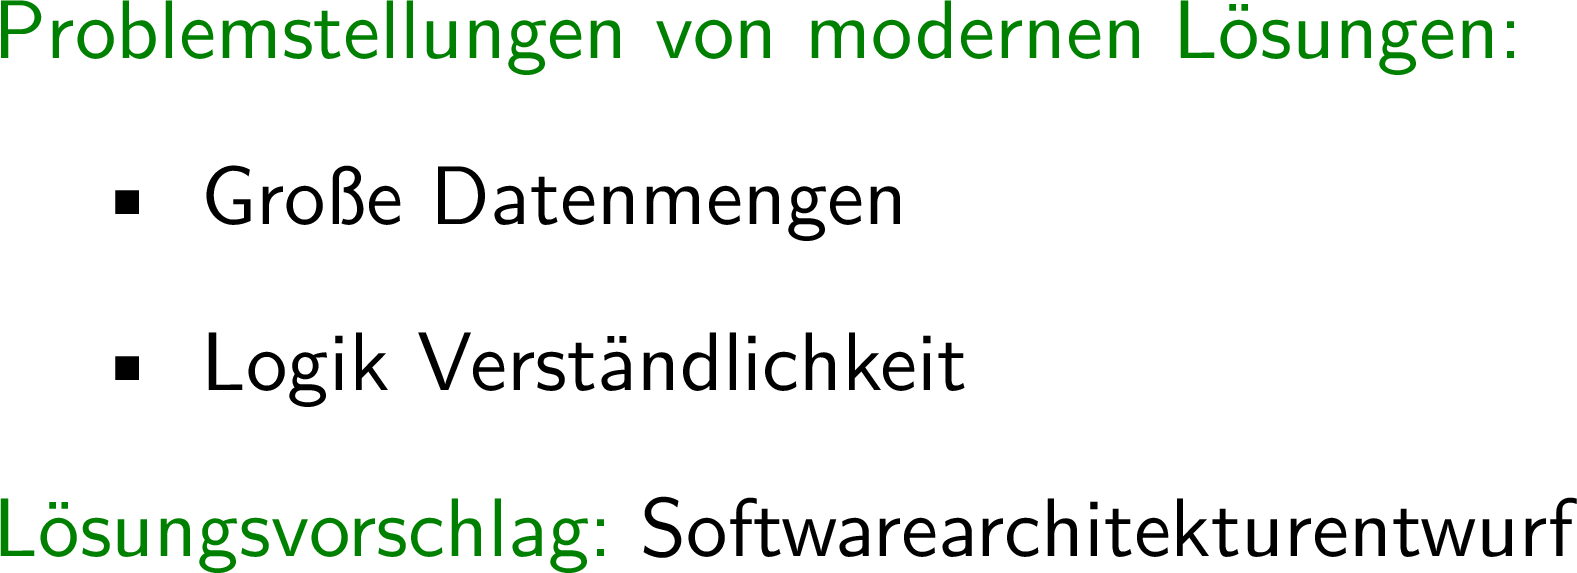 Problemstellungen von modernen Lösungen:
▪ Große Datenmengen
▪ Logik Verständlichkeit
Lösungsvorschlag: Softwarearchitekturentwurf